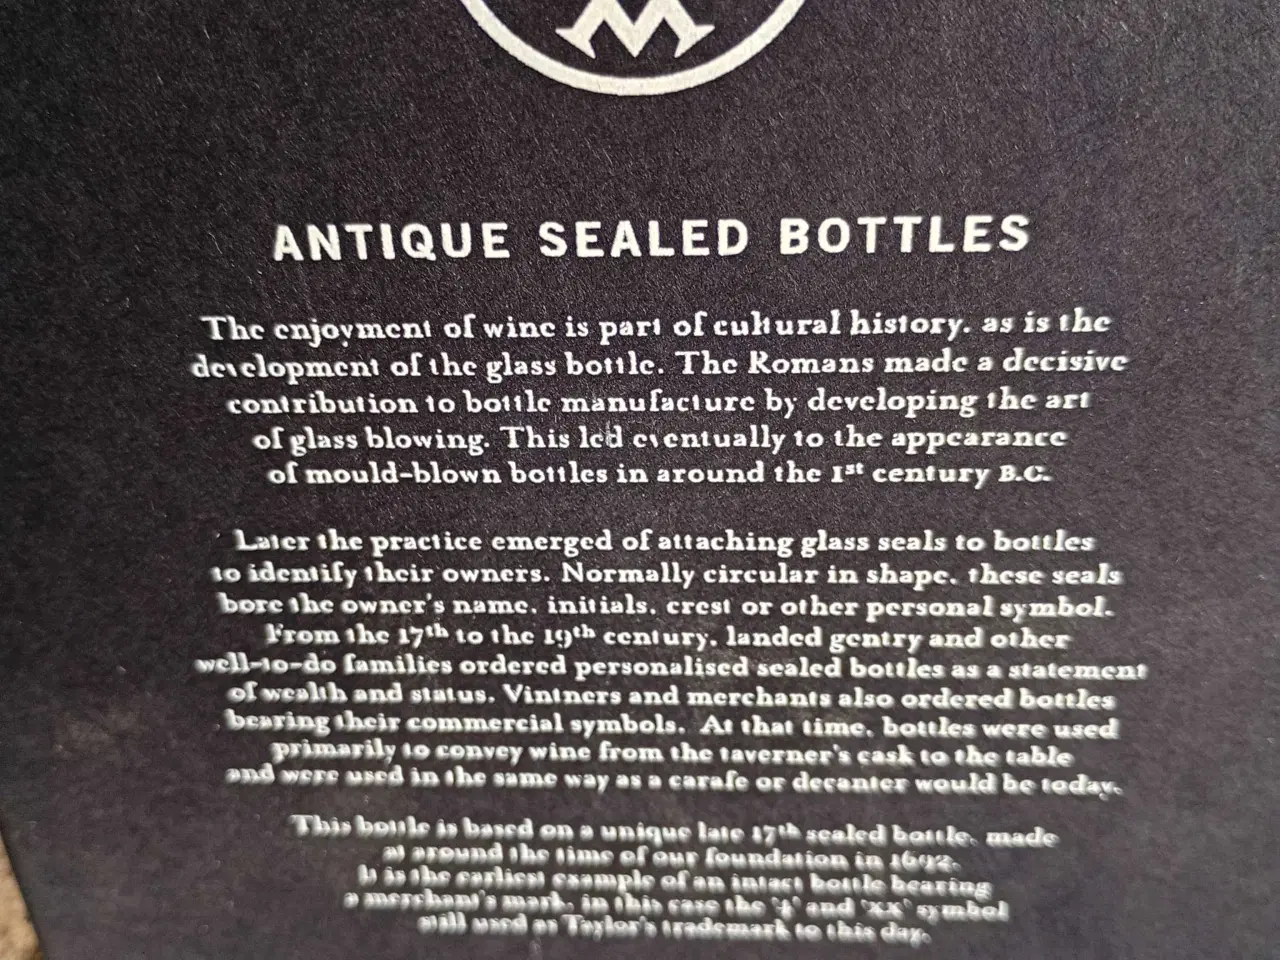 M
ANTIQUE SEALED BOTTLES
The enjoyment of wine is part of cultural history, as is the
development of the glass bottle. The Romans made a decisive
contribution to bottle manufacture by developing the art
of glass blowing. This led eventually to the appearance
of mould-blown bottles in around the 1st century B.C.
Later the practice emerged of attaching glass seals to bottles
to identify their owners. Normally circular in shape, these seals
bore the owner's name, initials, crest or other personal symbol.
From the 17th to the 19th century, landed gentry and other
well-to-do families ordered personalised sealed bottles as a statement
of wealth and status. Vintners and merchants also ordered bottles
bearing their commercial symbols. At that time, bottles were used
primarily to convey wine from the taverner's cask to the table
and were used in the same way as a carafe or decanter would be today.
This bottle is based on a unique late 17th sealed bottle, made
at around the time of our foundation in 1692.
It is the earliest example of an intact bottle bearing
a merchant's mark, in this case the '4' and 'XX' symbol
still used as Taylor's trademark to this day.